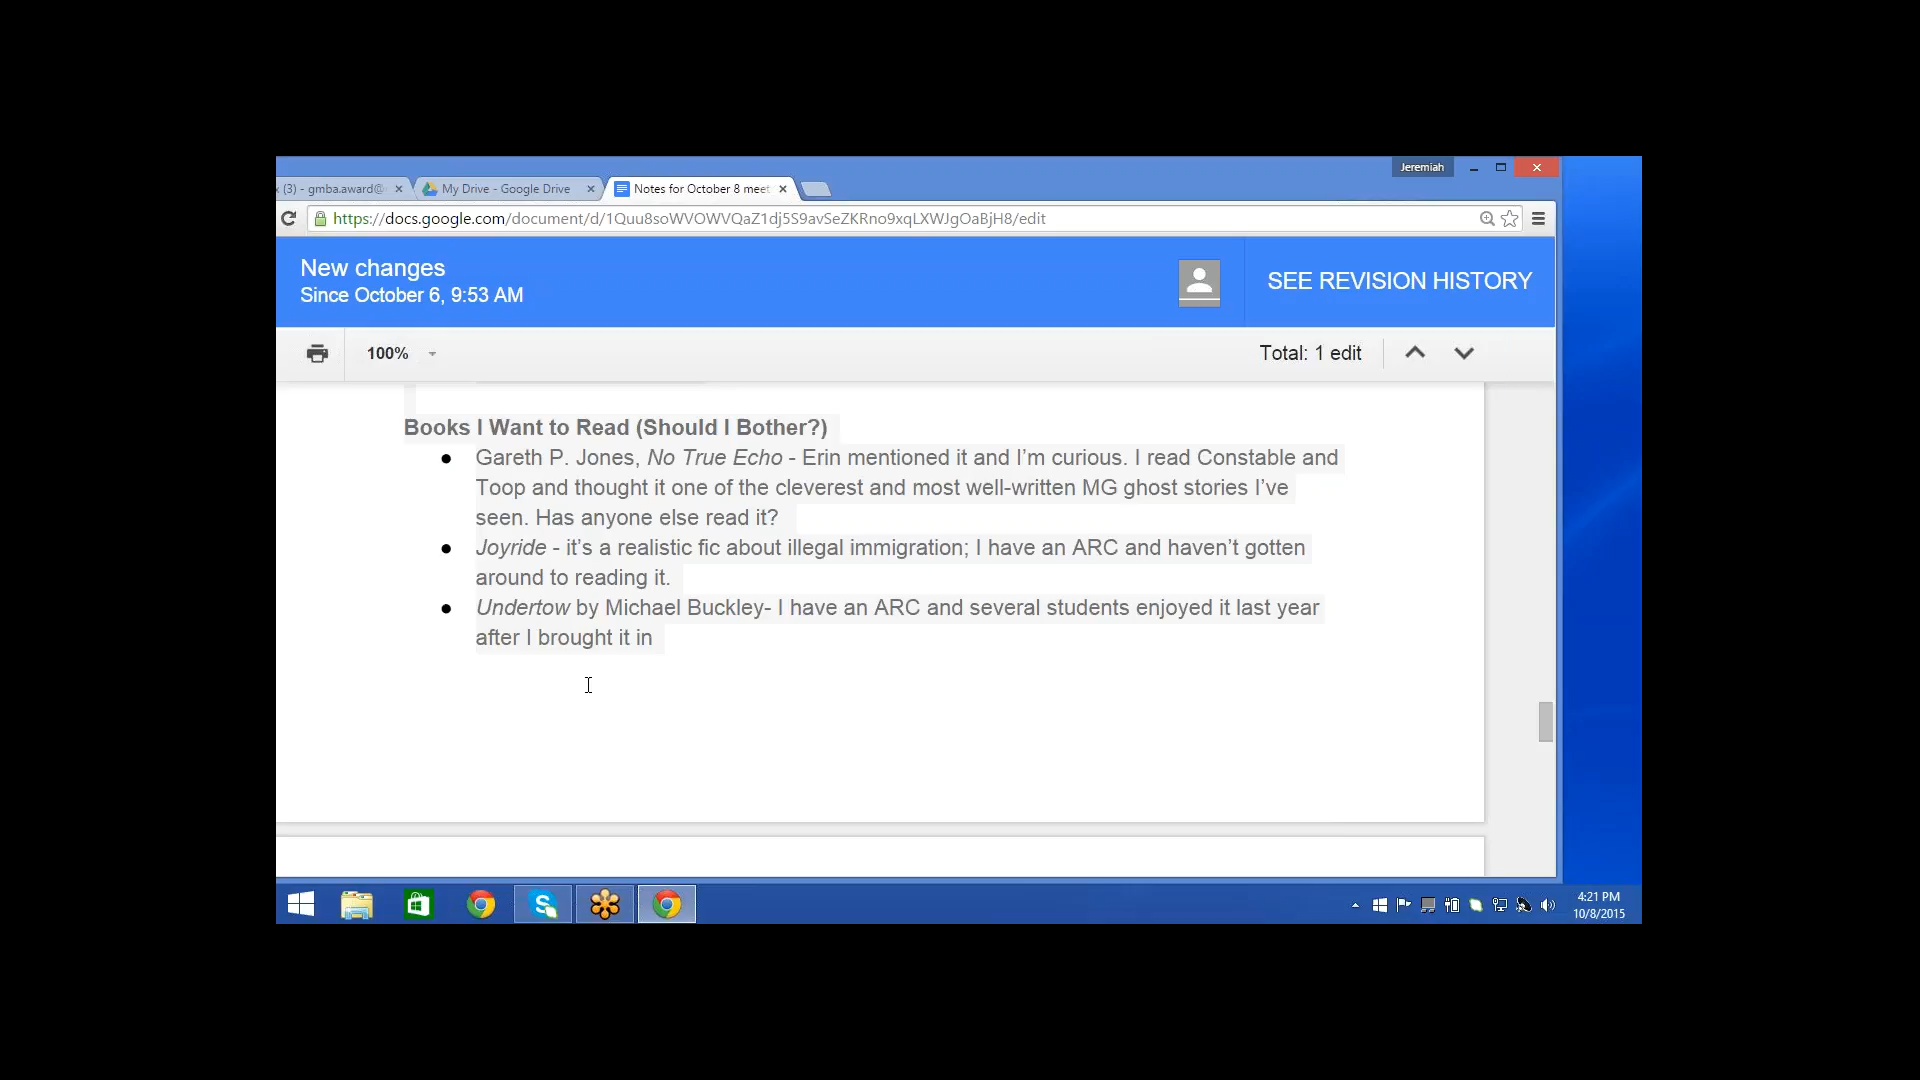 Jeremiah
(3) - gmba.award@
My Drive - Google Drive
Notes for October 8 meet
https://docs.google.com/document/d/1Quu8soWVOWVQaZ1dj5S9avSeZKRno9xqLXWJgOaBjH8/edit
New changes
Since October 6, 9:53 AM
SEE REVISION HISTORY
100%
Total: 1 edit
Books I Want to Read (Should I Bother?)
● Gareth P. Jones, No True Echo - Erin mentioned it and I’m curious. I read Constable and
Toop and thought it one of the cleverest and most well-written MG ghost stories I’ve
seen. Has anyone else read it?
● Joyride - it’s a realistic fic about illegal immigration; I have an ARC and haven’t gotten
around to reading it.
● Undertow by Michael Buckley- I have an ARC and several students enjoyed it last year
after I brought it in
4:21 PM
10/8/2015